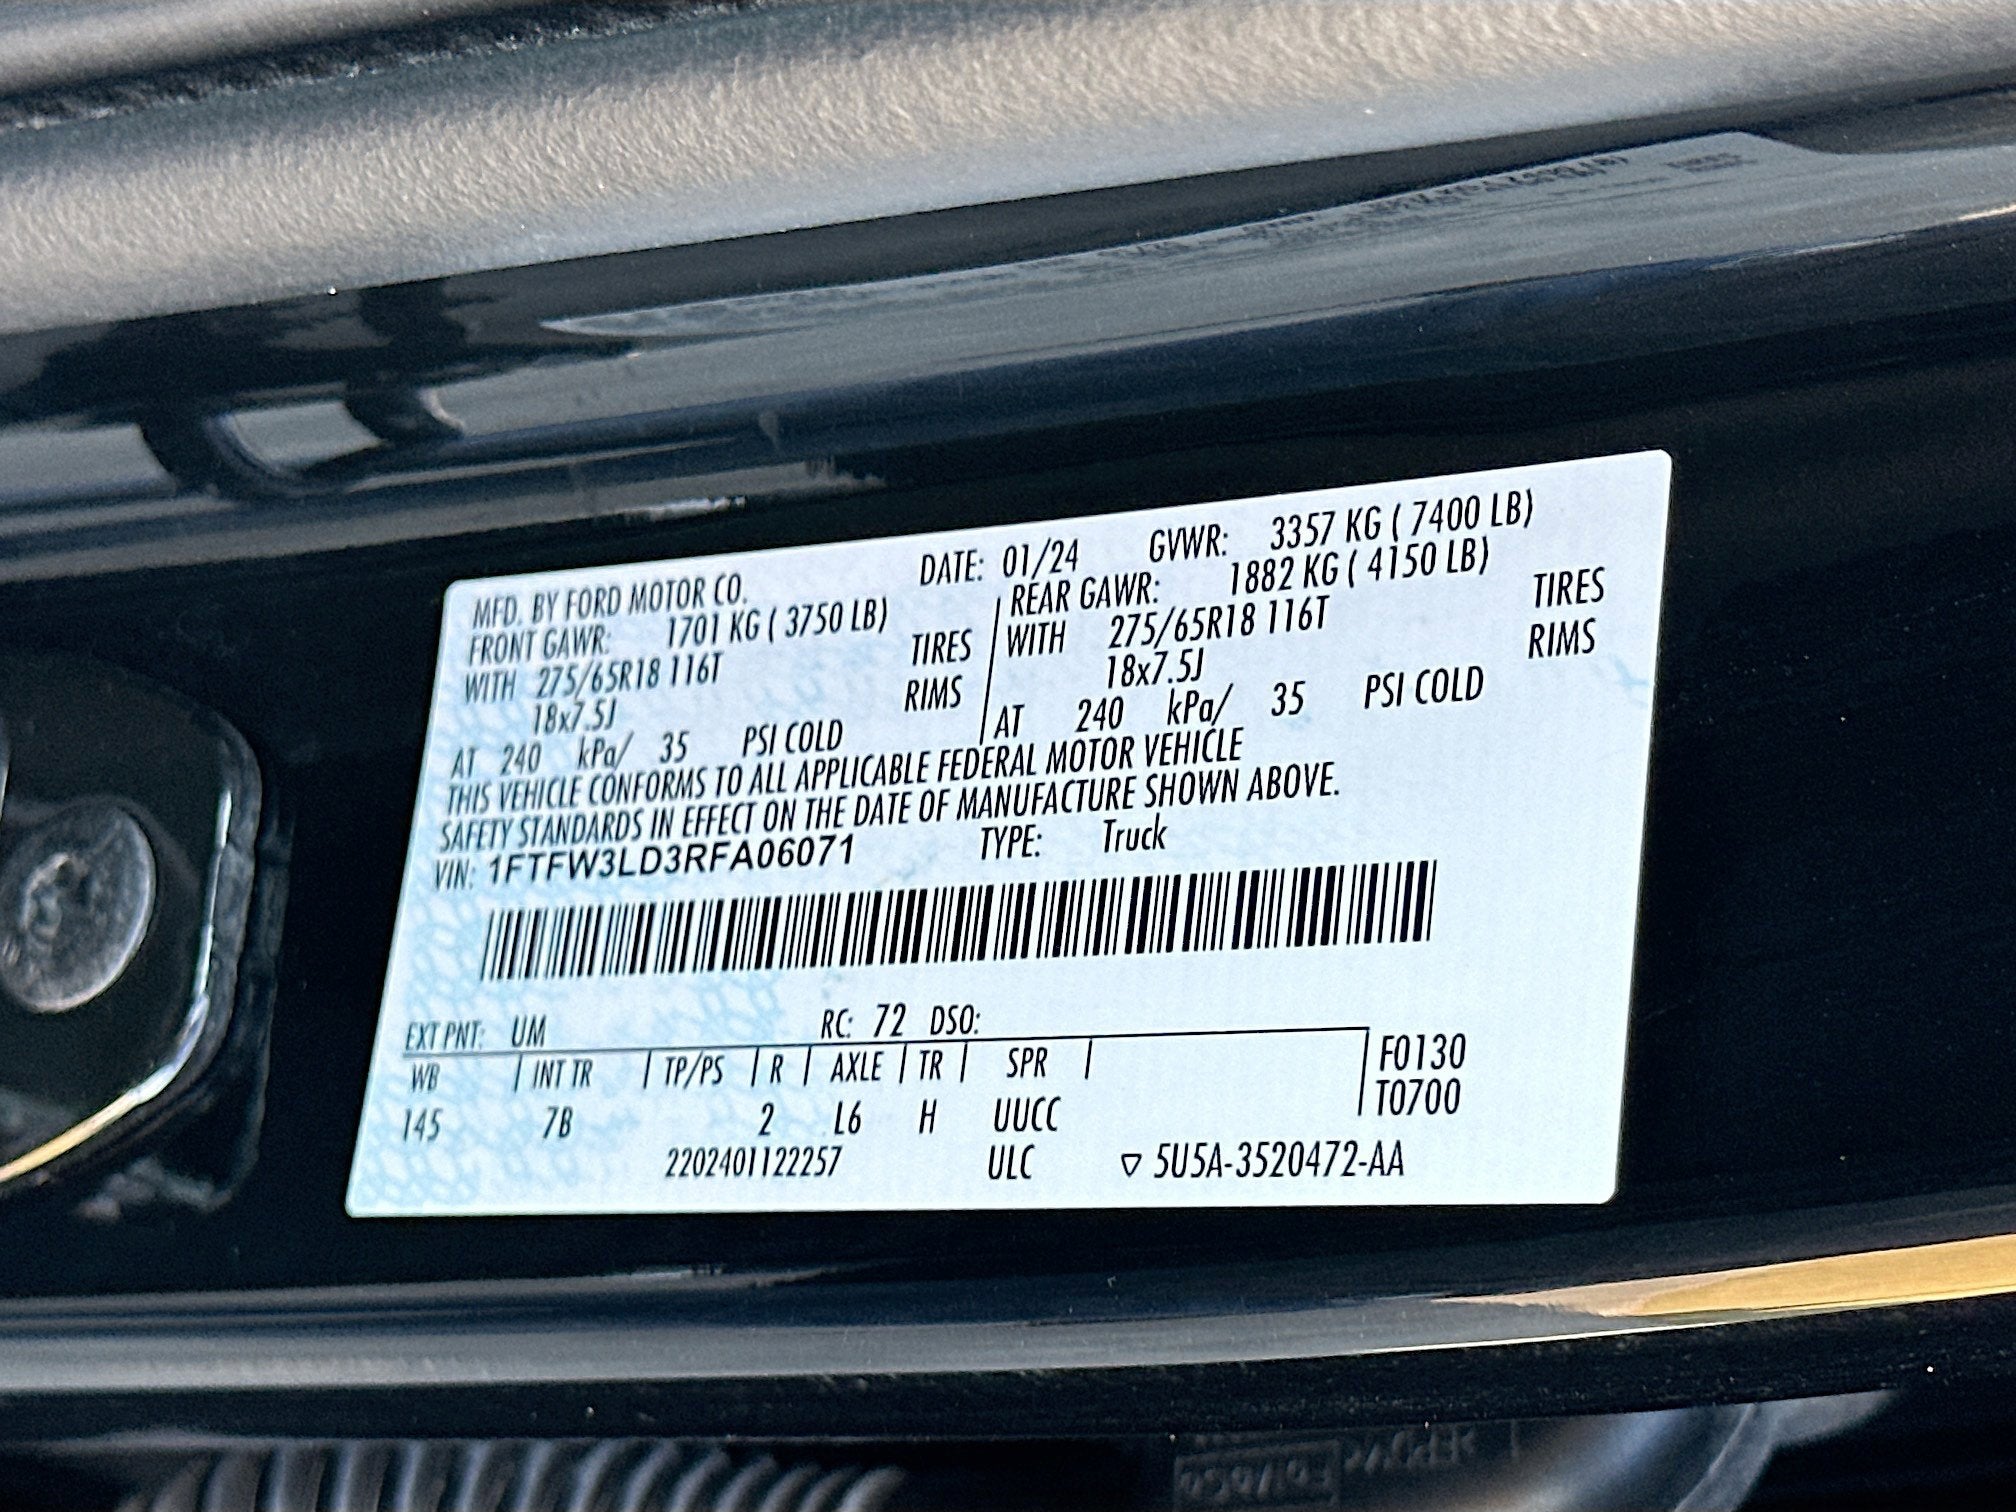 MFD. BY FORD MOTOR CO. DATE: 01/24 GVWR: 3357 KG ( 7400 LB)
FRONT GAWR: 1701 KG ( 3750 LB) REAR GAWR: 1882 KG ( 4150 LB)
WITH 275/65R18 116T TIRES WITH 275/65R18 116T TIRES
18x7.5J RIMS 18x7.5J RIMS
AT 240 kPa/ 35 PSI COLD AT 240 kPa/ 35 PSI COLD
THIS VEHICLE CONFORMS TO ALL APPLICABLE FEDERAL MOTOR VEHICLE
SAFETY STANDARDS IN EFFECT ON THE DATE OF MANUFACTURE SHOWN ABOVE.
VIN: 1FTFW3LD3RFA06071 TYPE: Truck
EXT PNT: UM RC: 72 DSO:
WB INT TR TP/PS R AXLE TR SPR F0130
145 7B 2 L6 H UUCC T0700
2202401122257 ULC ▽ 5U5A-3520472-AA